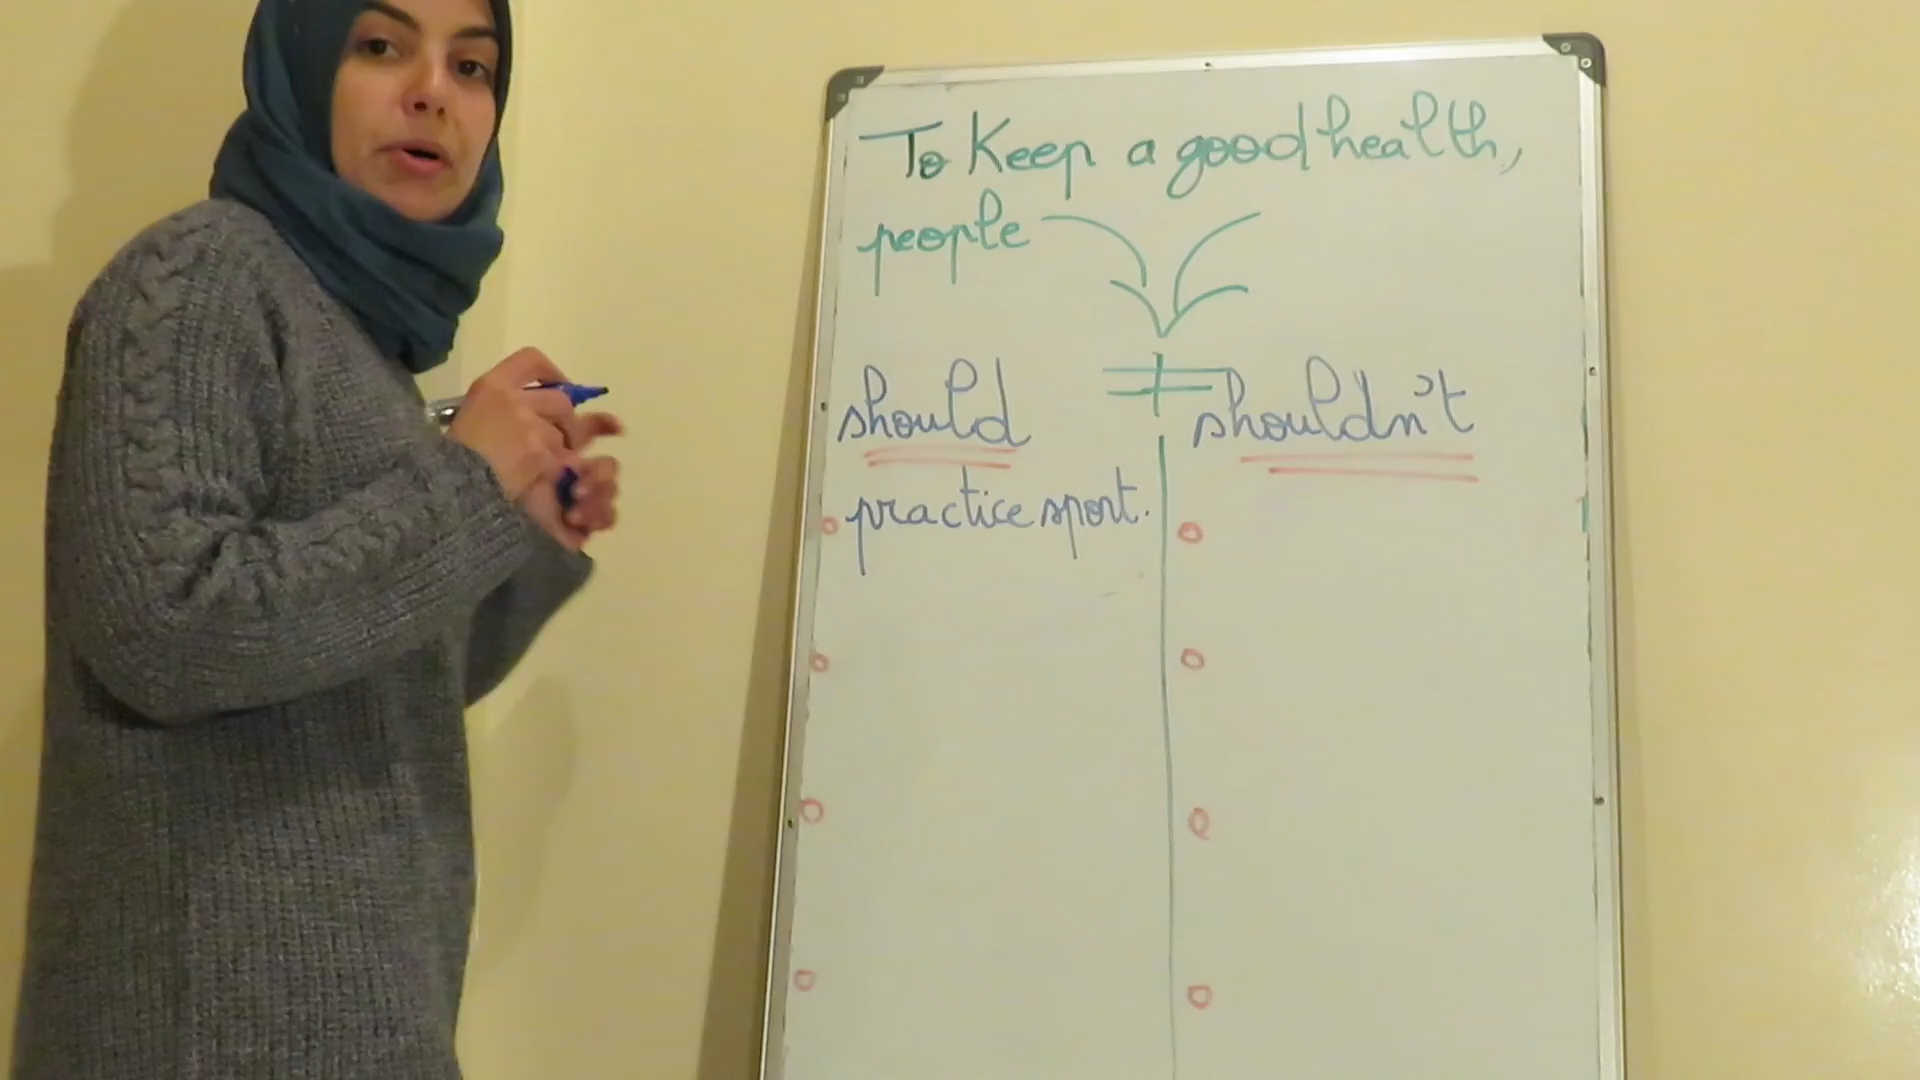 To Keep a good health,
people
should ≠ shouldn't
practice sport.